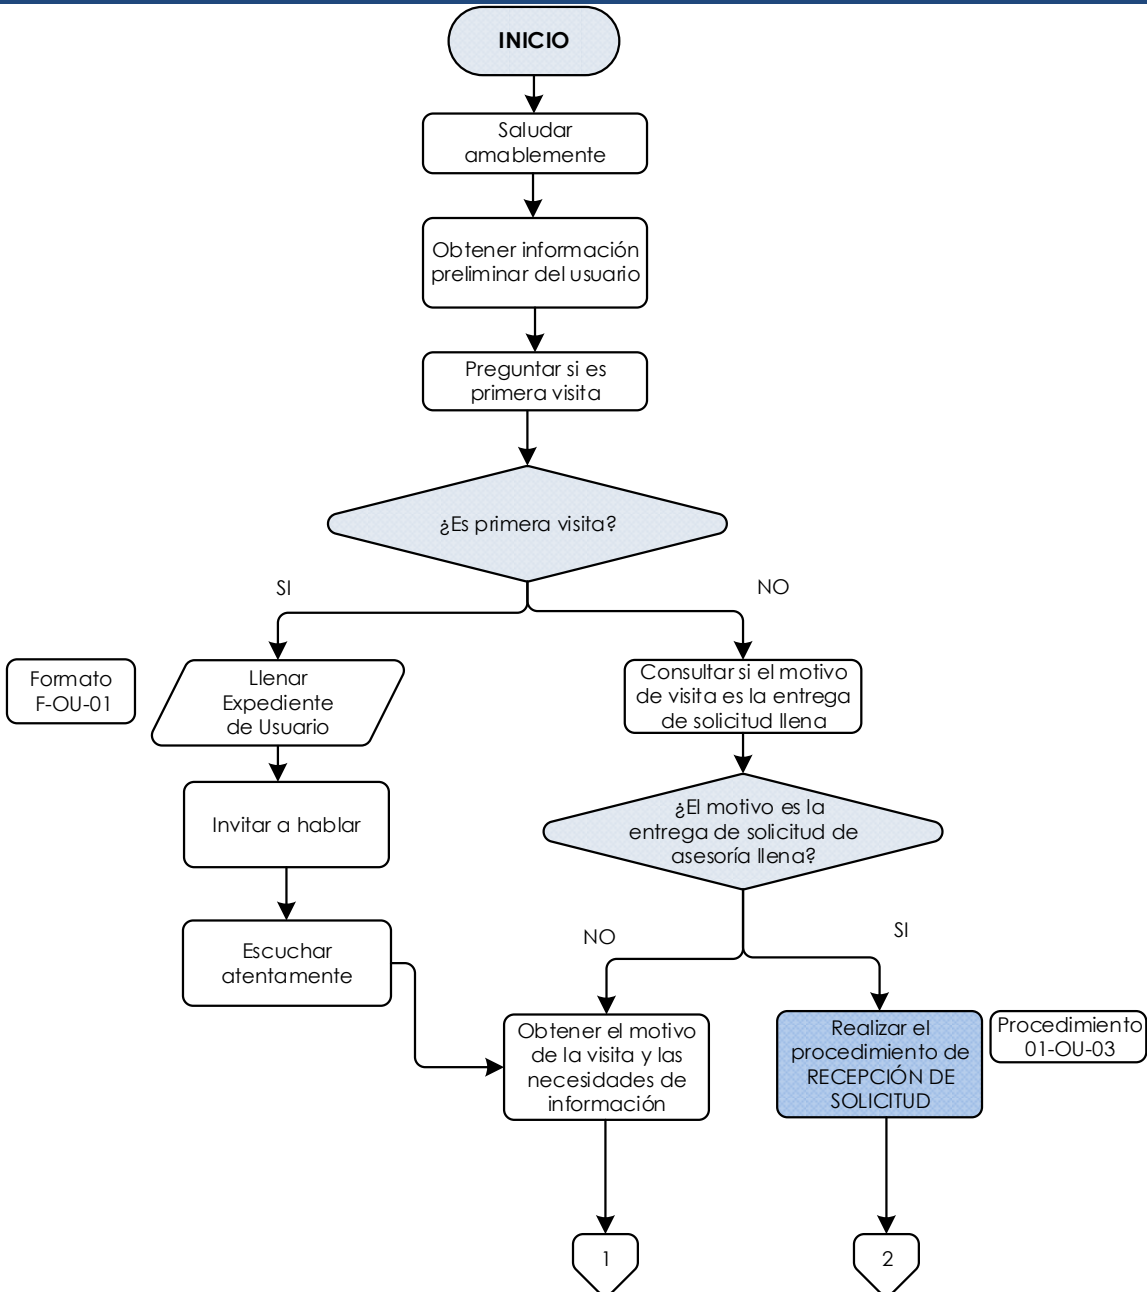 INICIO
Saludar
amablemente
Obtener información
preliminar del usuario
Preguntar si es
primera visita
¿Es primera visita?
SI
NO
Formato
F-OU-01
Llenar
Expediente
de Usuario
Consultar si el motivo
de visita es la entrega
de solicitud llena
Invitar a hablar
¿El motivo es la
entrega de solicitud de
asesoría llena?
Escuchar
atentamente
NO
SI
Obtener el motivo
de la visita y las
necesidades de
información
Realizar el
procedimiento de
RECEPCIÓN DE
SOLICITUD
Procedimiento
01-OU-03
1
2